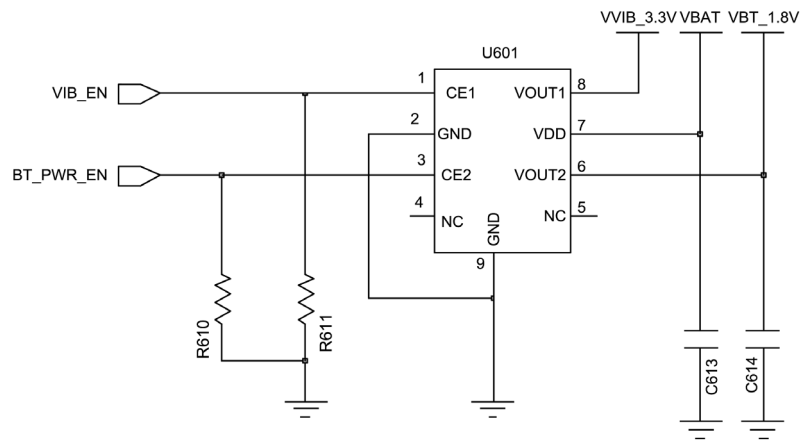 VVIB_3.3V VBAT VBT_1.8V
U601
VIB_EN 1 CE1 VOUT1 8
2 GND VDD 7
BT_PWR_EN 3 CE2 VOUT2 6
4 NC NC 5
GND
9
R610 R611 C613 C614